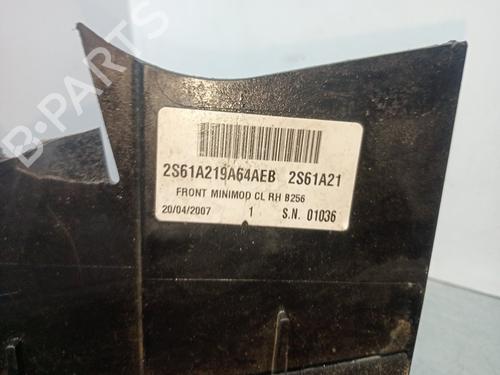 2S61A219A64AEB 2S61A21
FRONT MINIMOD CL RH B256
20/04/2007 1 S.N. 01036
B-PARTS